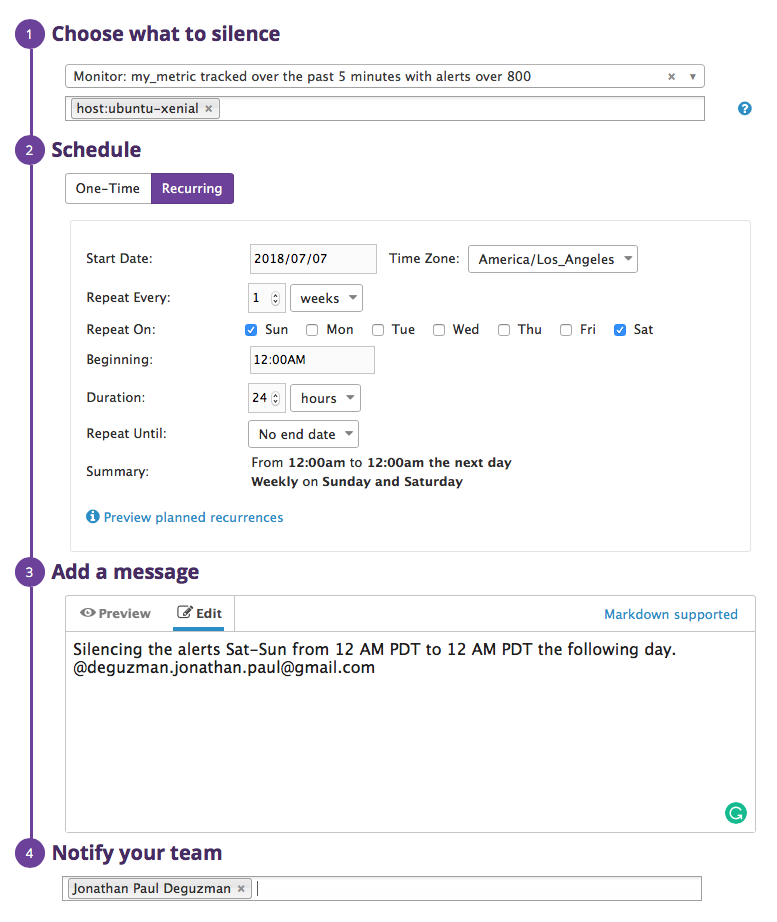 1 Choose what to silence
Monitor: my_metric tracked over the past 5 minutes with alerts over 800 × ▼
host:ubuntu-xenial ×
?
2 Schedule
One-Time Recurring
Start Date: 2018/07/07 Time Zone: America/Los_Angeles
Repeat Every: 1 weeks
Repeat On: Sun Mon Tue Wed Thu Fri Sat
Beginning: 12:00AM
Duration: 24 hours
Repeat Until: No end date
Summary: From 12:00am to 12:00am the next day
Weekly on Sunday and Saturday
Preview planned recurrences
3 Add a message
Preview Edit Markdown supported
Silencing the alerts Sat-Sun from 12 AM PDT to 12 AM PDT the following day.
@deguzman.jonathan.paul@gmail.com
4 Notify your team
Jonathan Paul Deguzman ×